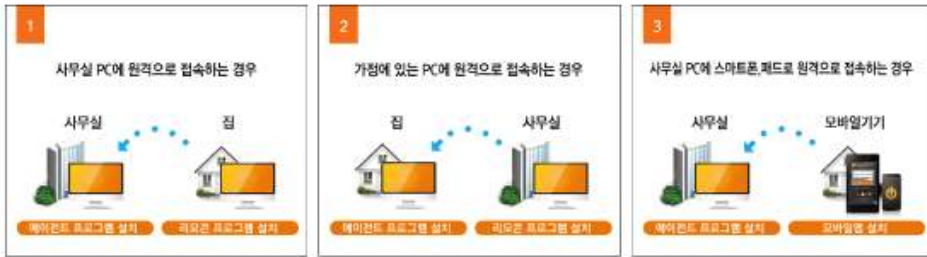 1
사무실 PC에 원격으로 접속하는 경우
사무실
집
에이전트 프로그램 설치
리모콘 프로그램 설치
2
가정에 있는 PC에 원격으로 접속하는 경우
집
사무실
에이전트 프로그램 설치
리모콘 프로그램 설치
3
사무실 PC에 스마트폰,패드로 원격으로 접속하는 경우
사무실
모바일기기
에이전트 프로그램 설치
모바일앱 설치